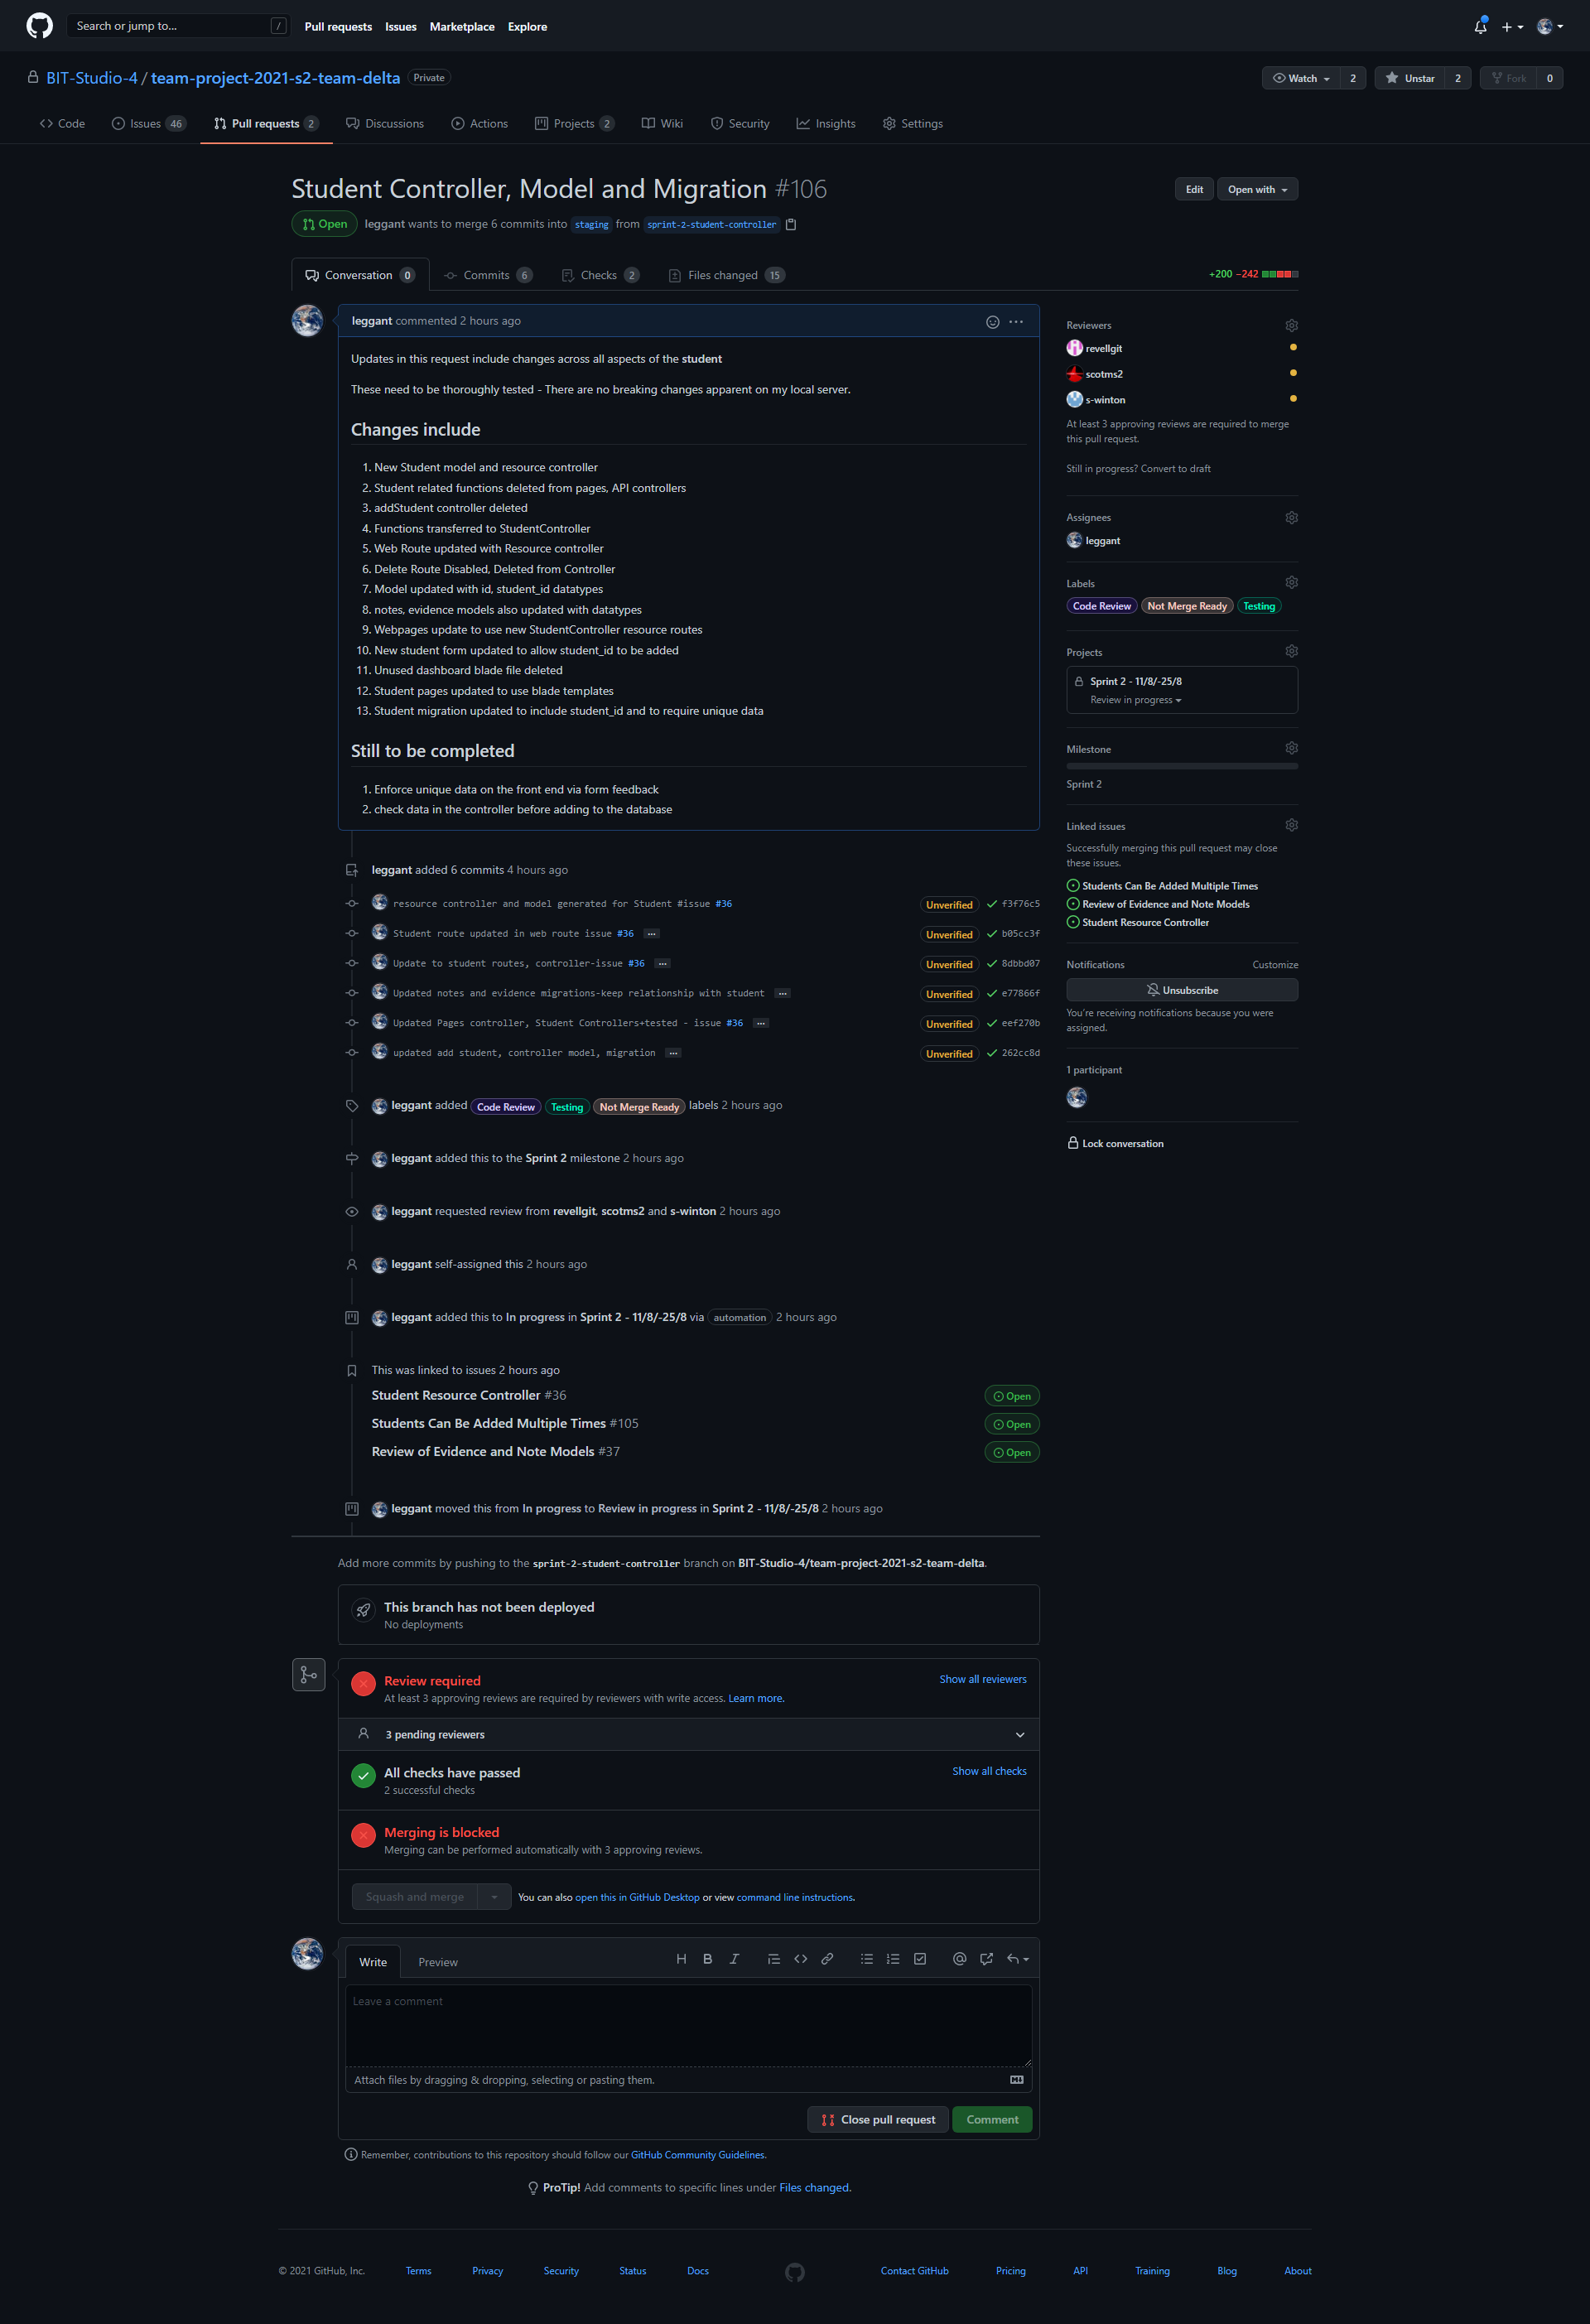 Search or jump to... /
Pull requests Issues Marketplace Explore
BIT-Studio-4 / team-project-2021-s2-team-delta Private
Watch 2 Unstar 2 Fork 0
Code Issues 46 Pull requests 2 Discussions Actions Projects 2 Wiki Security Insights Settings
Student Controller, Model and Migration #106
Edit Open with
Open leggant wants to merge 6 commits into staging from sprint-2-student-controller
Conversation 0 Commits 6 Checks 2 Files changed 15
+200 −242
leggant commented 2 hours ago
Updates in this request include changes across all aspects of the student
These need to be thoroughly tested - There are no breaking changes apparent on my local server.
Changes include
1. New Student model and resource controller
2. Student related functions deleted from pages, API controllers
3. addStudent controller deleted
4. Functions transferred to StudentController
5. Web Route updated with Resource controller
6. Delete Route Disabled, Deleted from Controller
7. Model updated with id, student_id datatypes
8. notes, evidence models also updated with datatypes
9. Webpages update to use new StudentController resource routes
10. New student form updated to allow student_id to be added
11. Unused dashboard blade file deleted
12. Student pages updated to use blade templates
13. Student migration updated to include student_id and to require unique data
Still to be completed
1. Enforce unique data on the front end via form feedback
2. check data in the controller before adding to the database
leggant added 6 commits 4 hours ago
resource controller and model generated for Student #issue #36 Unverified f3f76c5
Student route updated in web route issue #36 ... Unverified b05cc3f
Update to student routes, controller-issue #36 ... Unverified 8dbbd07
Updated notes and evidence migrations-keep relationship with student ... Unverified e77866f
Updated Pages controller, Student Controllers+tested - issue #36 ... Unverified eef270b
updated add student, controller model, migration ... Unverified 262cc8d
leggant added Code Review Testing Not Merge Ready labels 2 hours ago
leggant added this to the Sprint 2 milestone 2 hours ago
leggant requested review from revellgit, scotms2 and s-winton 2 hours ago
leggant self-assigned this 2 hours ago
leggant added this to In progress in Sprint 2 - 11/8/-25/8 via automation 2 hours ago
This was linked to issues 2 hours ago
Student Resource Controller #36 Open
Students Can Be Added Multiple Times #105 Open
Review of Evidence and Note Models #37 Open
leggant moved this from In progress to Review in progress in Sprint 2 - 11/8/-25/8 2 hours ago
Add more commits by pushing to the sprint-2-student-controller branch on BIT-Studio-4/team-project-2021-s2-team-delta.
This branch has not been deployed
No deployments
Review required
Show all reviewers
At least 3 approving reviews are required by reviewers with write access. Learn more.
3 pending reviewers
All checks have passed
Show all checks
2 successful checks
Merging is blocked
Merging can be performed automatically with 3 approving reviews.
Squash and merge You can also open this in GitHub Desktop or view command line instructions.
Write Preview
Leave a comment
Attach files by dragging & dropping, selecting or pasting them.
Close pull request Comment
Remember, contributions to this repository should follow our GitHub Community Guidelines.
ProTip! Add comments to specific lines under Files changed.
Reviewers
revellgit
scotms2
s-winton
At least 3 approving reviews are required to merge
this pull request.
Still in progress? Convert to draft
Assignees
leggant
Labels
Code Review Not Merge Ready Testing
Projects
Sprint 2 - 11/8/-25/8
Review in progress
Milestone
Sprint 2
Linked issues
Successfully merging this pull request may close
these issues.
Students Can Be Added Multiple Times
Review of Evidence and Note Models
Student Resource Controller
Notifications Customize
Unsubscribe
You're receiving notifications because you were
assigned.
1 participant
Lock conversation
© 2021 GitHub, Inc. Terms Privacy Security Status Docs Contact GitHub Pricing API Training Blog About